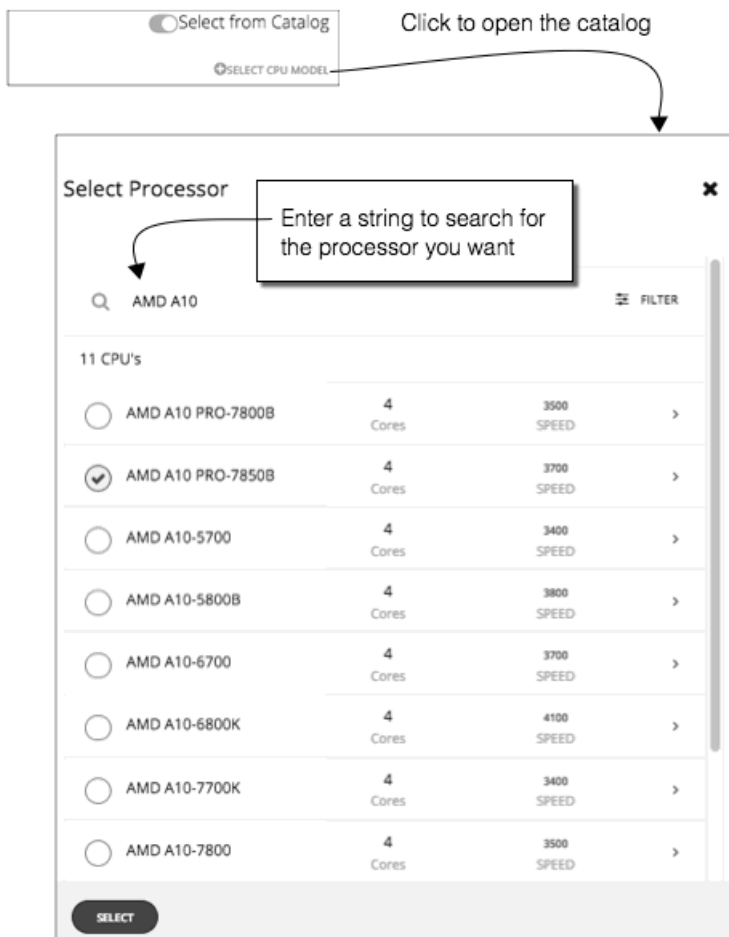 Select from Catalog
Click to open the catalog
SELECT CPU MODEL
Select Processor
Enter a string to search for
the processor you want
AMD A10
FILTER
11 CPU's
AMD A10 PRO-7800B
4
Cores
3500
SPEED
AMD A10 PRO-7850B
4
Cores
3700
SPEED
AMD A10-5700
4
Cores
3400
SPEED
AMD A10-5800B
4
Cores
3800
SPEED
AMD A10-6700
4
Cores
3700
SPEED
AMD A10-6800K
4
Cores
4100
SPEED
AMD A10-7700K
4
Cores
3400
SPEED
AMD A10-7800
4
Cores
3500
SPEED
SELECT